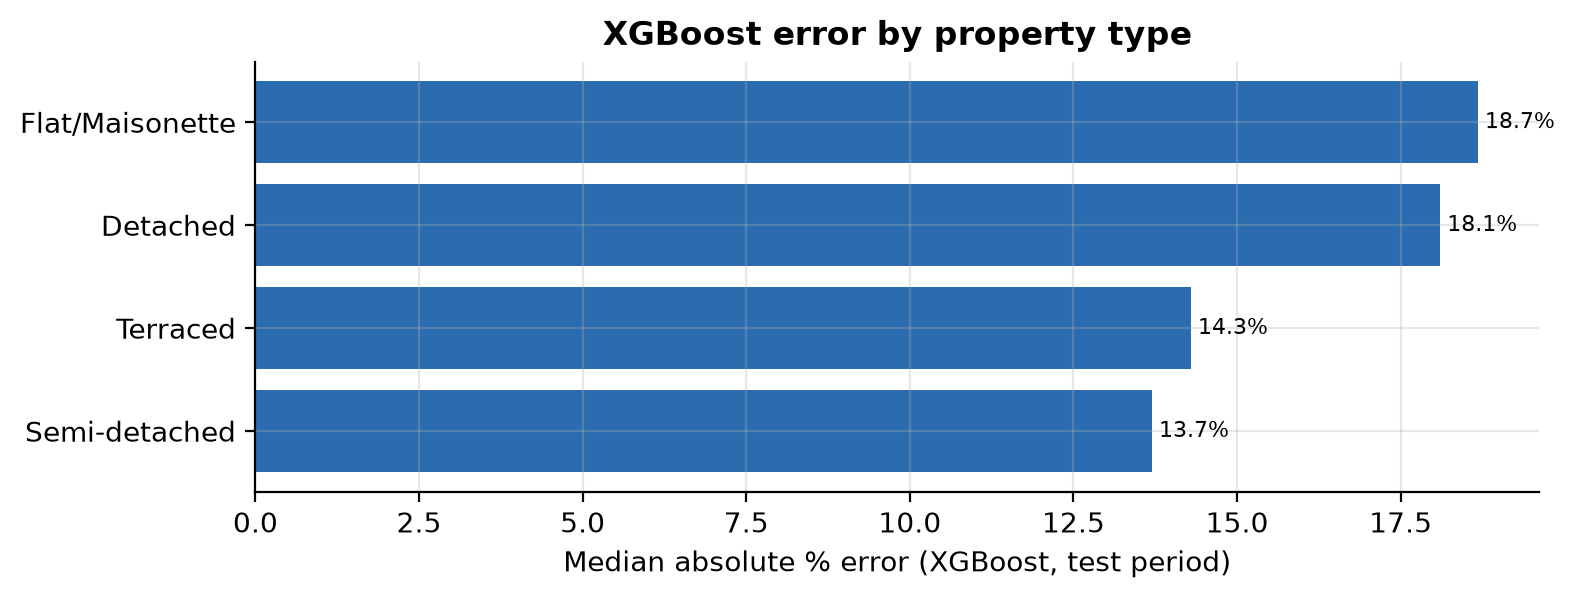 XGBoost error by property type
Flat/Maisonette
18.7%
Detached
18.1%
Terraced
14.3%
Semi-detached
13.7%
0.0 2.5 5.0 7.5 10.0 12.5 15.0 17.5
Median absolute % error (XGBoost, test period)